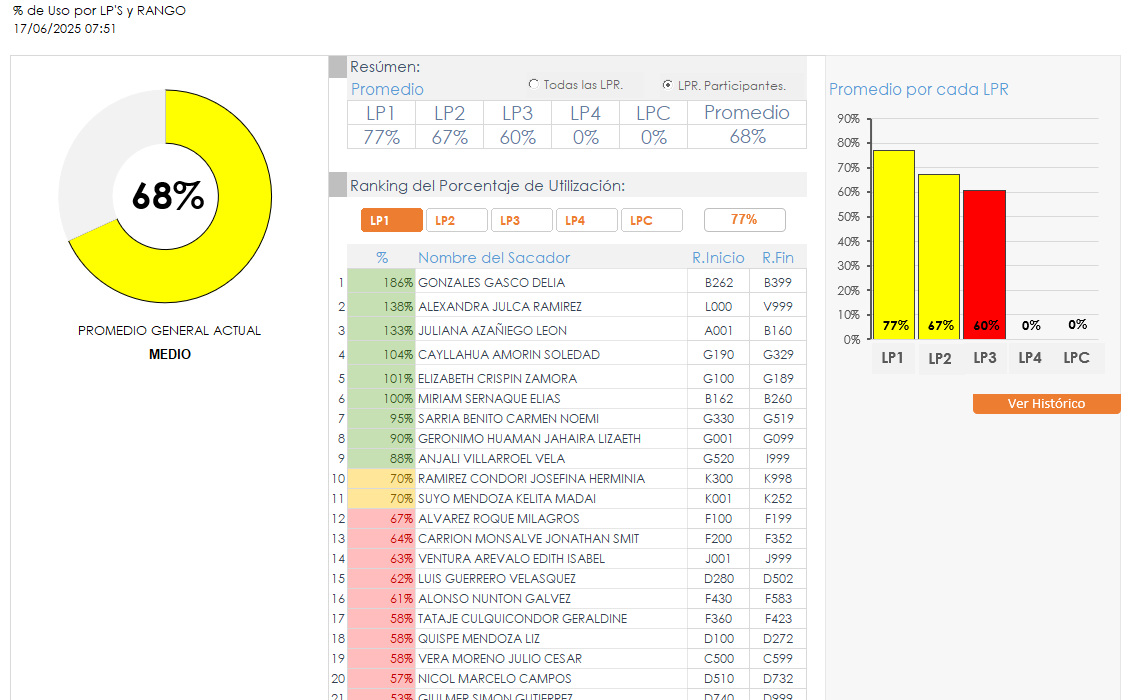 % de Uso por LP'S y RANGO
17/06/2025 07:51
68%
PROMEDIO GENERAL ACTUAL
MEDIO
Resúmen:
Promedio
Todas las LPR.
LPR. Participantes.
LP1 LP2 LP3 LP4 LPC Promedio
77% 67% 60% 0% 0% 68%
Ranking del Porcentaje de Utilización:
LP1 LP2 LP3 LP4 LPC 77%
% Nombre del Sacador R.Inicio R.Fin
1 186% GONZALES GASCO DELIA B262 B399
2 138% ALEXANDRA JULCA RAMIREZ L000 V999
3 133% JULIANA AZAÑIEGO LEON A001 B160
4 104% CAYLLAHUA AMORIN SOLEDAD G190 G329
5 101% ELIZABETH CRISPIN ZAMORA G100 G189
6 100% MIRIAM SERNAQUE ELIAS B162 B260
7 95% SARRIA BENITO CARMEN NOEMI G330 G519
8 90% GERONIMO HUAMAN JAHAIRA LIZAETH G001 G099
9 88% ANJALI VILLARROEL VELA G520 I999
10 70% RAMIREZ CONDORI JOSEFINA HERMINIA K300 K998
11 70% SUYO MENDOZA KELITA MADAI K001 K252
12 67% ALVAREZ ROQUE MILAGROS F100 F199
13 64% CARRION MONSALVE JONATHAN SMIT F200 F352
14 63% VENTURA AREVALO EDITH ISABEL J001 J999
15 62% LUIS GUERRERO VELASQUEZ D280 D502
16 61% ALONSO NUNTON GALVEZ F430 F583
17 58% TATAJE CULQUICONDOR GERALDINE F360 F423
18 58% QUISPE MENDOZA LIZ D100 D272
19 58% VERA MORENO JULIO CESAR C500 C599
20 57% NICOL MARCELO CAMPOS D510 D732
21 53% GIULMER SIMON GUTIERREZ D740 D999
Promedio por cada LPR
90%
80%
70%
60%
50%
40%
30%
20%
10%
0%
77% 67% 60% 0% 0%
LP1 LP2 LP3 LP4 LPC
Ver Histórico